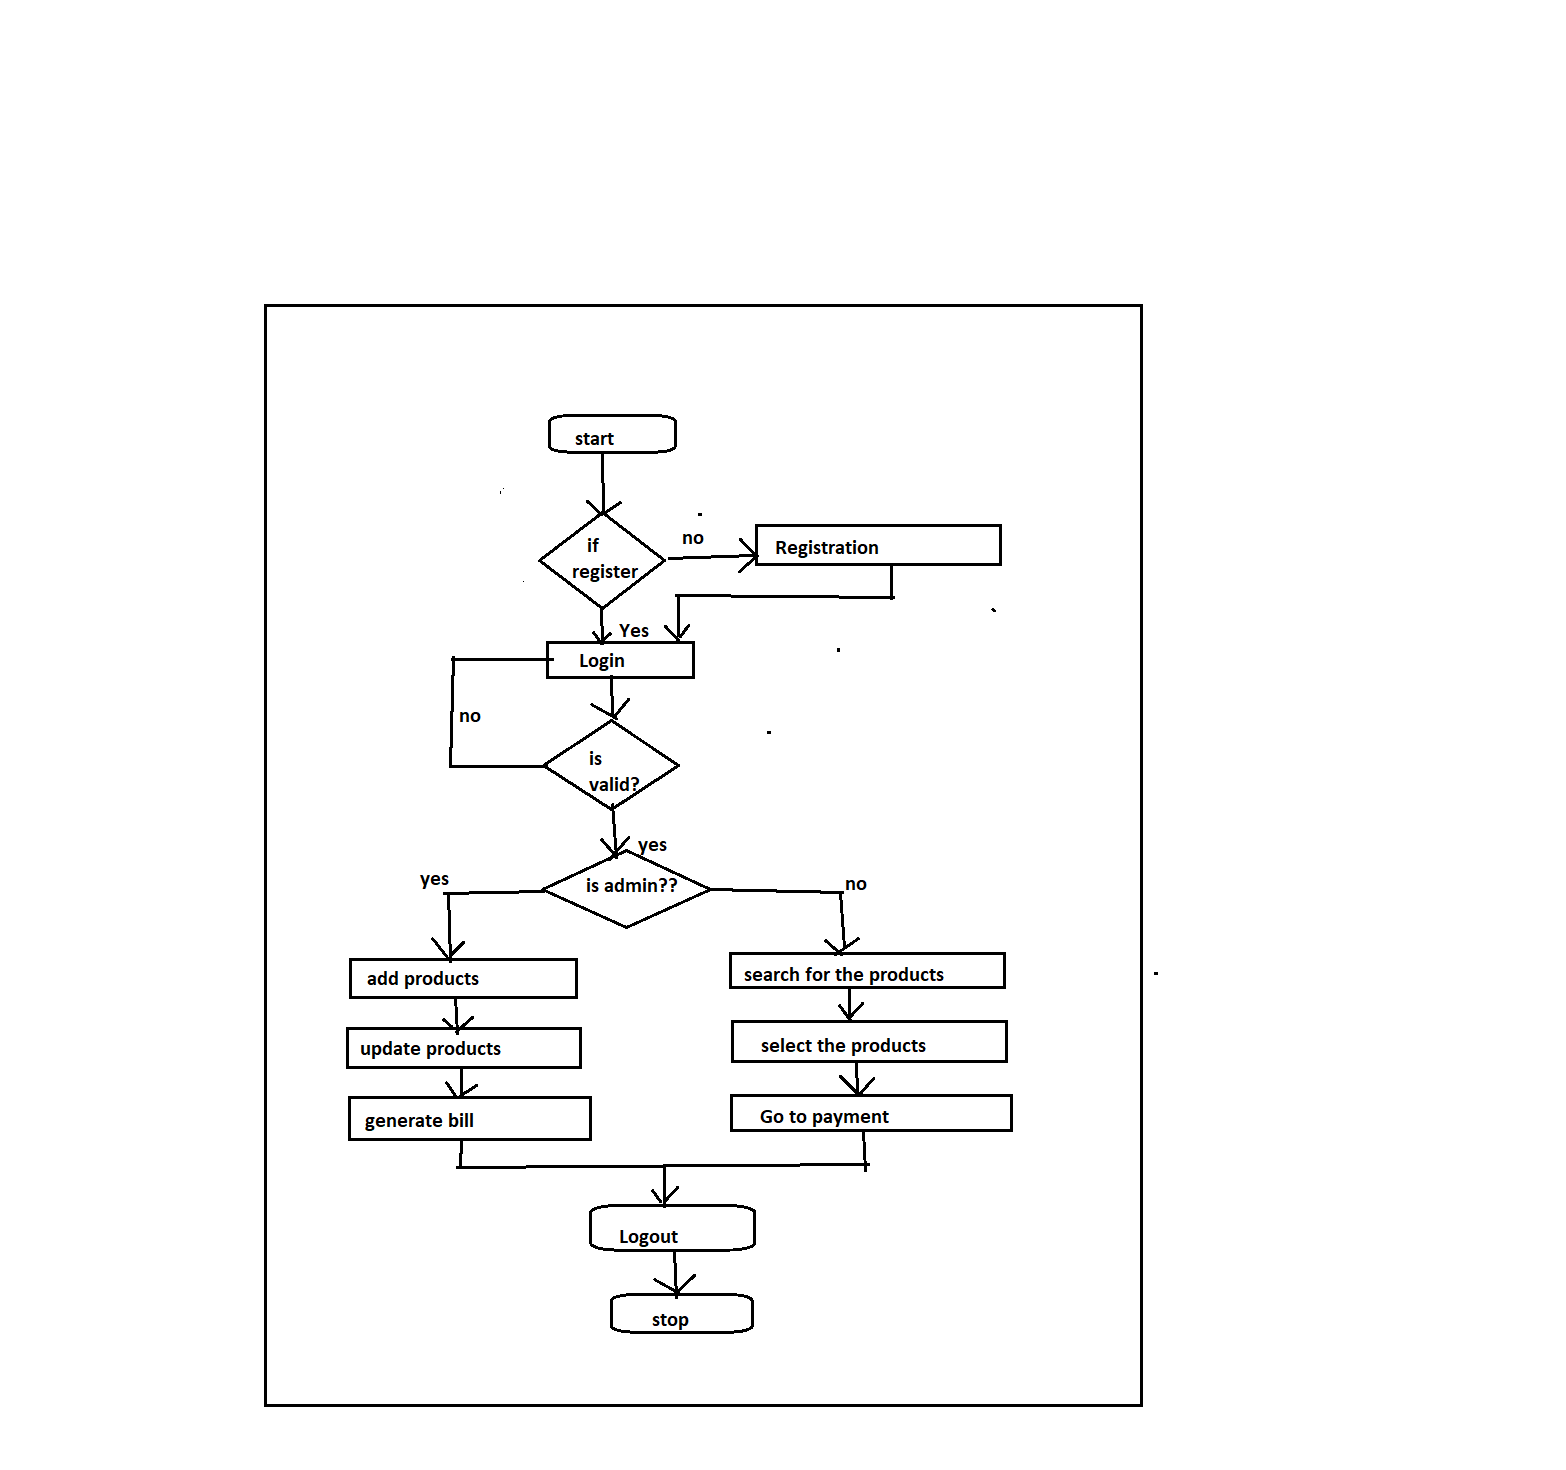 start
if
register
no
Registration
Yes
Login
no
is
valid?
yes
yes
is admin??
no
add products
search for the products
update products
select the products
generate bill
Go to payment
Logout
stop